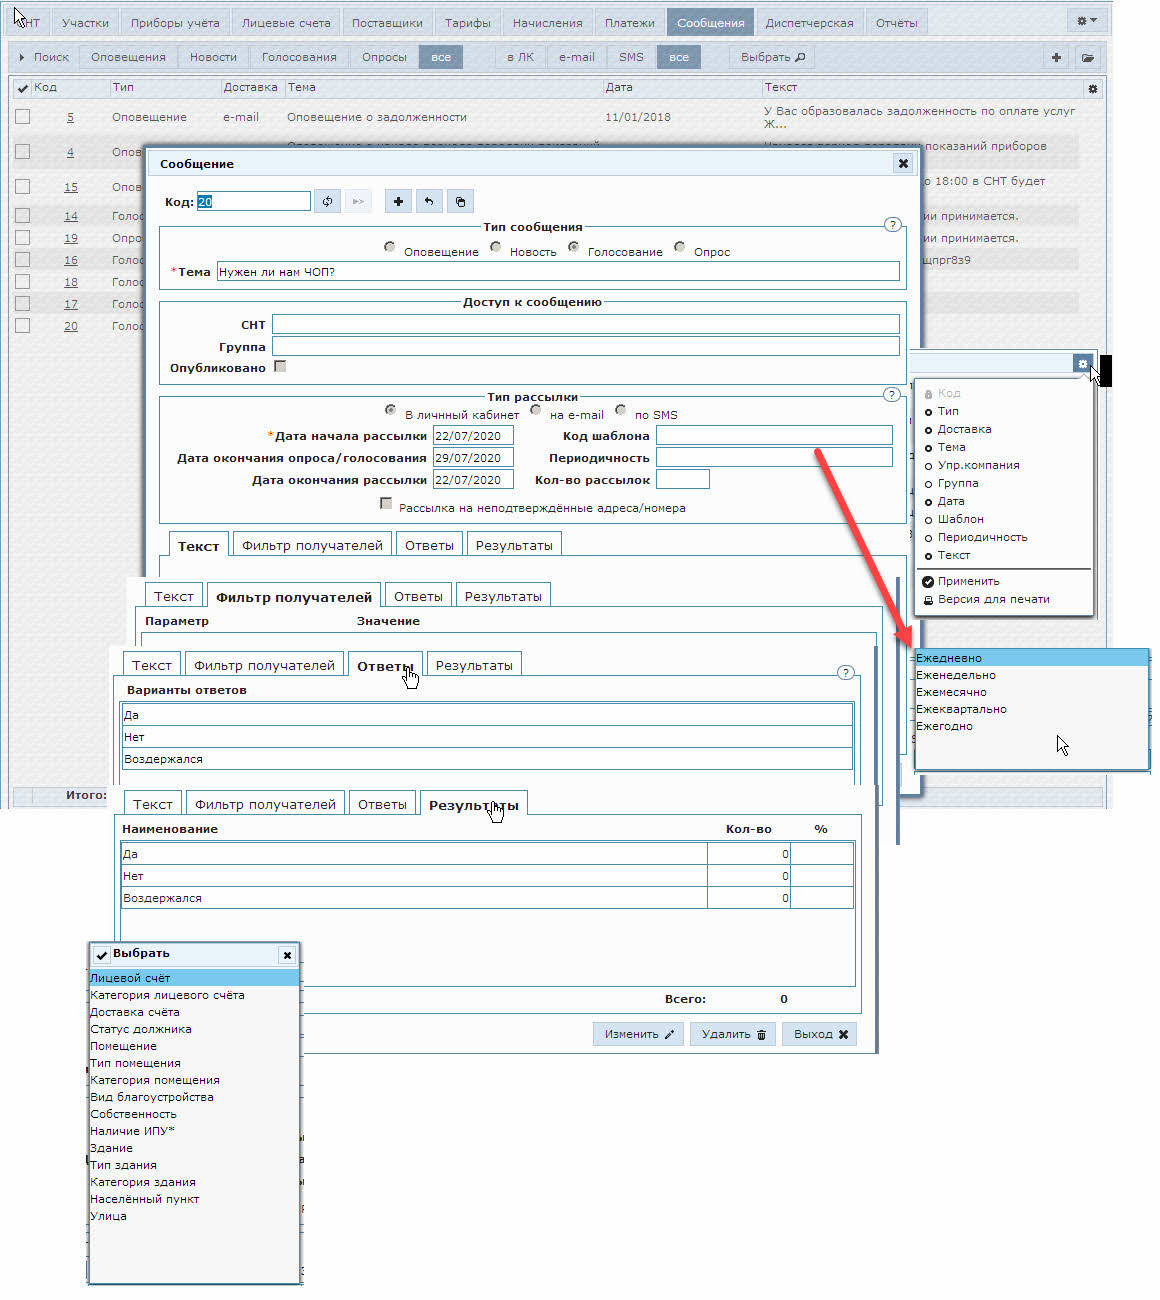 НТ Участки Приборы учёта Лицевые счета Поставщики Тарифы Начисления Платежи Сообщения Диспетчерская Отчёты
Поиск Оповещения Новости Голосования Опросы все в ЛК e-mail SMS все Выбрать
Код Тип Доставка Тема Дата Текст
5 Оповещение e-mail Оповещение о задолженности 11/01/2018 У Вас образовалась задолженность по оплате услуг Ж...
4 Опов показаний приборов
15 Опов о 18:00 в СНТ будет
14 Голос ии принимается.
19 Опро ии принимается.
16 Голос щпрг8з9
18 Голос
17 Голос
20 Голос
Итого:
Сообщение
Код: 20
Тип сообщения ?
Оповещение Новость Голосование Опрос
*Тема Нужен ли нам ЧОП?
Доступ к сообщению
СНТ
Группа
Опубликовано
Тип рассылки ?
В личнный кабинет на e-mail по SMS
*Дата начала рассылки 22/07/2020 Код шаблона
Дата окончания опроса/голосования 29/07/2020 Периодичность
Дата окончания рассылки 22/07/2020 Кол-во рассылок
Рассылка на неподтверждённые адреса/номера
Текст Фильтр получателей Ответы Результаты
Текст Фильтр получателей Ответы Результаты
Параметр Значение
Текст Фильтр получателей Ответы Результаты
?
Варианты ответов
Да
Нет
Воздержался
Текст Фильтр получателей Ответы Результаты
Наименование Кол-во %
Да 0
Нет 0
Воздержался 0
Всего: 0
Изменить Удалить Выход
Код
Тип
Доставка
Тема
Упр.компания
Группа
Дата
Шаблон
Периодичность
Текст
Применить
Версия для печати
Ежедневно
Еженедельно
Ежемесячно
Ежеквартально
Ежегодно
Выбрать
Лицевой счёт
Категория лицевого счёта
Доставка счёта
Статус должника
Помещение
Тип помещения
Категория помещения
Вид благоустройства
Собственность
Наличие ИПУ*
Здание
Тип здания
Категория здания
Населённый пункт
Улица